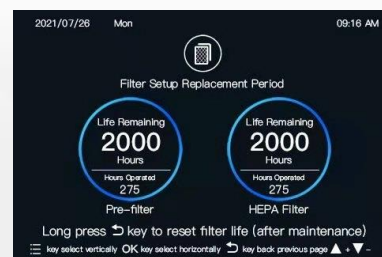 2021/07/26 Mon 09:16 AM
Filter Setup Replacement Period
Life Remaining
2000
Hours
Hours Operated
275
Pre-filter
Life Remaining
2000
Hours
Hours Operated
275
HEPA Filter
Long press ⮌ key to reset filter life (after maintenance)
☰ key select vertically OK key select horizontally ⮌ key back previous page ▲ + ▼ -